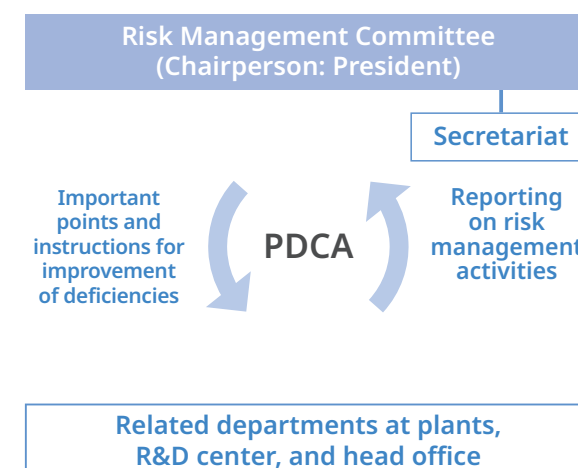 Risk Management Committee
(Chairperson: President)
Secretariat
Important
points and
instructions for
improvement
of deficiencies
PDCA
Reporting
on risk
management
activities
Related departments at plants,
R&D center, and head office